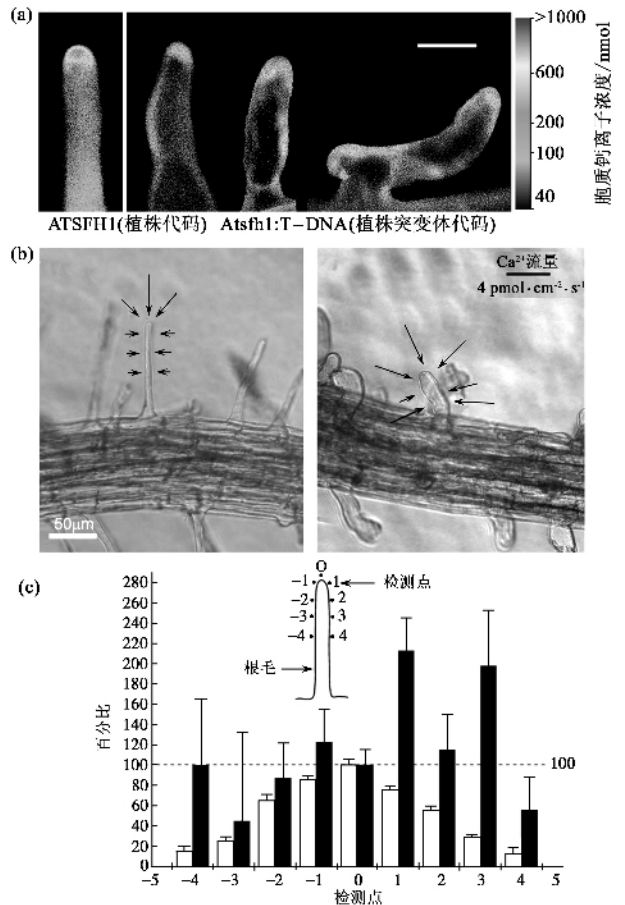 (a)
>1000
600
200
100
40
胞质钙离子浓度/nmol
ATSFH1(植株代码) Atsfh1:T-DNA(植株突变体代码)
(b)
Ca²⁺流量
4 pmol·cm⁻²·s⁻¹
50μm
(c)
280
260
240
220
200
180
160
140
120
100
80
60
40
20
0
百分比
O
-1 1 检测点
-2 2
-3 3
-4 4
根毛
100
-5 -4 -3 -2 -1 0 1 2 3 4 5
检测点